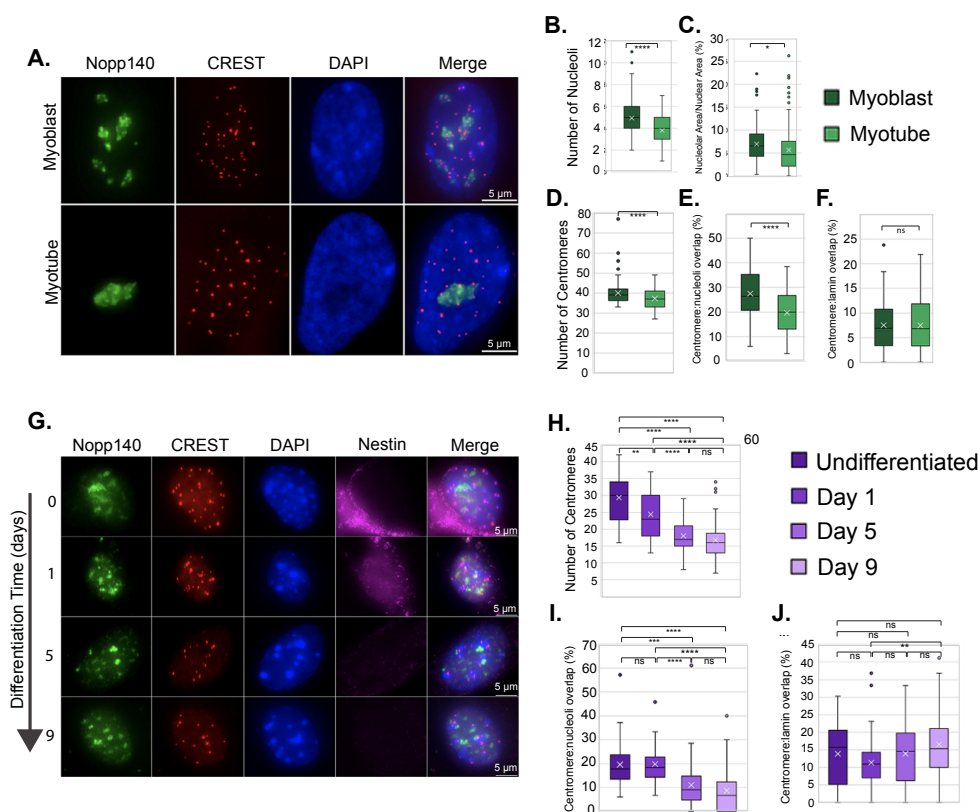 A.
Nopp140 CREST DAPI Merge
Myoblast
5 µm
Myotube
5 µm
B.
****
Number of Nucleoli
12
10
8
6
4
2
0
C.
*
Nucleolar Area/Nuclear Area (%)
30
25
20
15
10
5
0
Myoblast
Myotube
D.
****
Number of Centromeres
80
70
60
50
40
30
20
10
0
E.
****
Centromere:nucleoli overlap (%)
50
40
30
20
10
0
F.
ns
Centromere:lamin overlap (%)
25
20
15
10
5
0
G.
Nopp140 CREST DAPI Nestin Merge
Differentiation Time (days)
0
5 µm
1
5 µm
5
5 µm
9
5 µm
H.
****
****
**** 60
** **** ns
Number of Centromeres
45
40
35
30
25
20
15
10
5
Undifferentiated
Day 1
Day 5
Day 9
I.
****
***
****
ns **** ns
Centromere:nucleoli overlap (%)
70
60
50
40
30
20
10
0
J.
ns
ns
**
ns ns ns
Centromere:lamin overlap (%)
45
40
35
30
25
20
15
10
5
0